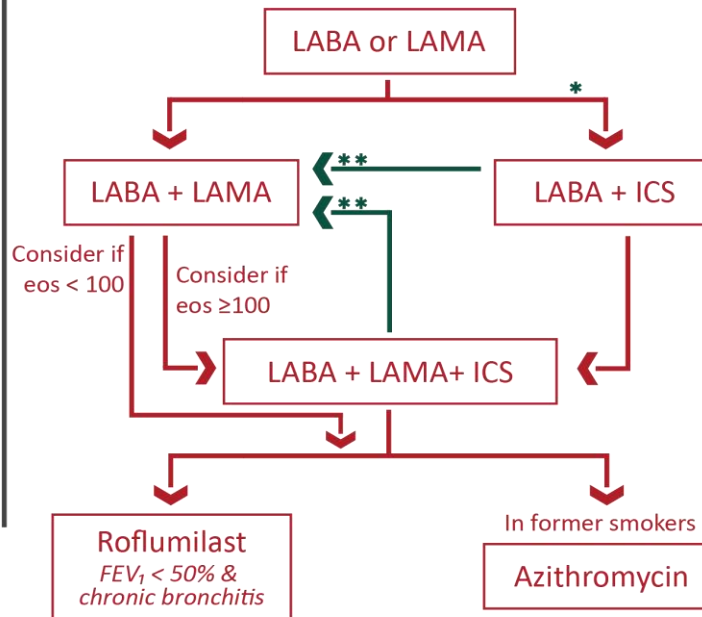 LABA or LAMA
*
**
LABA + LAMA
LABA + ICS
**
Consider if
eos < 100
Consider if
eos ≥100
LABA + LAMA+ ICS
In former smokers
Roflumilast
FEV₁ < 50% &
chronic bronchitis
Azithromycin